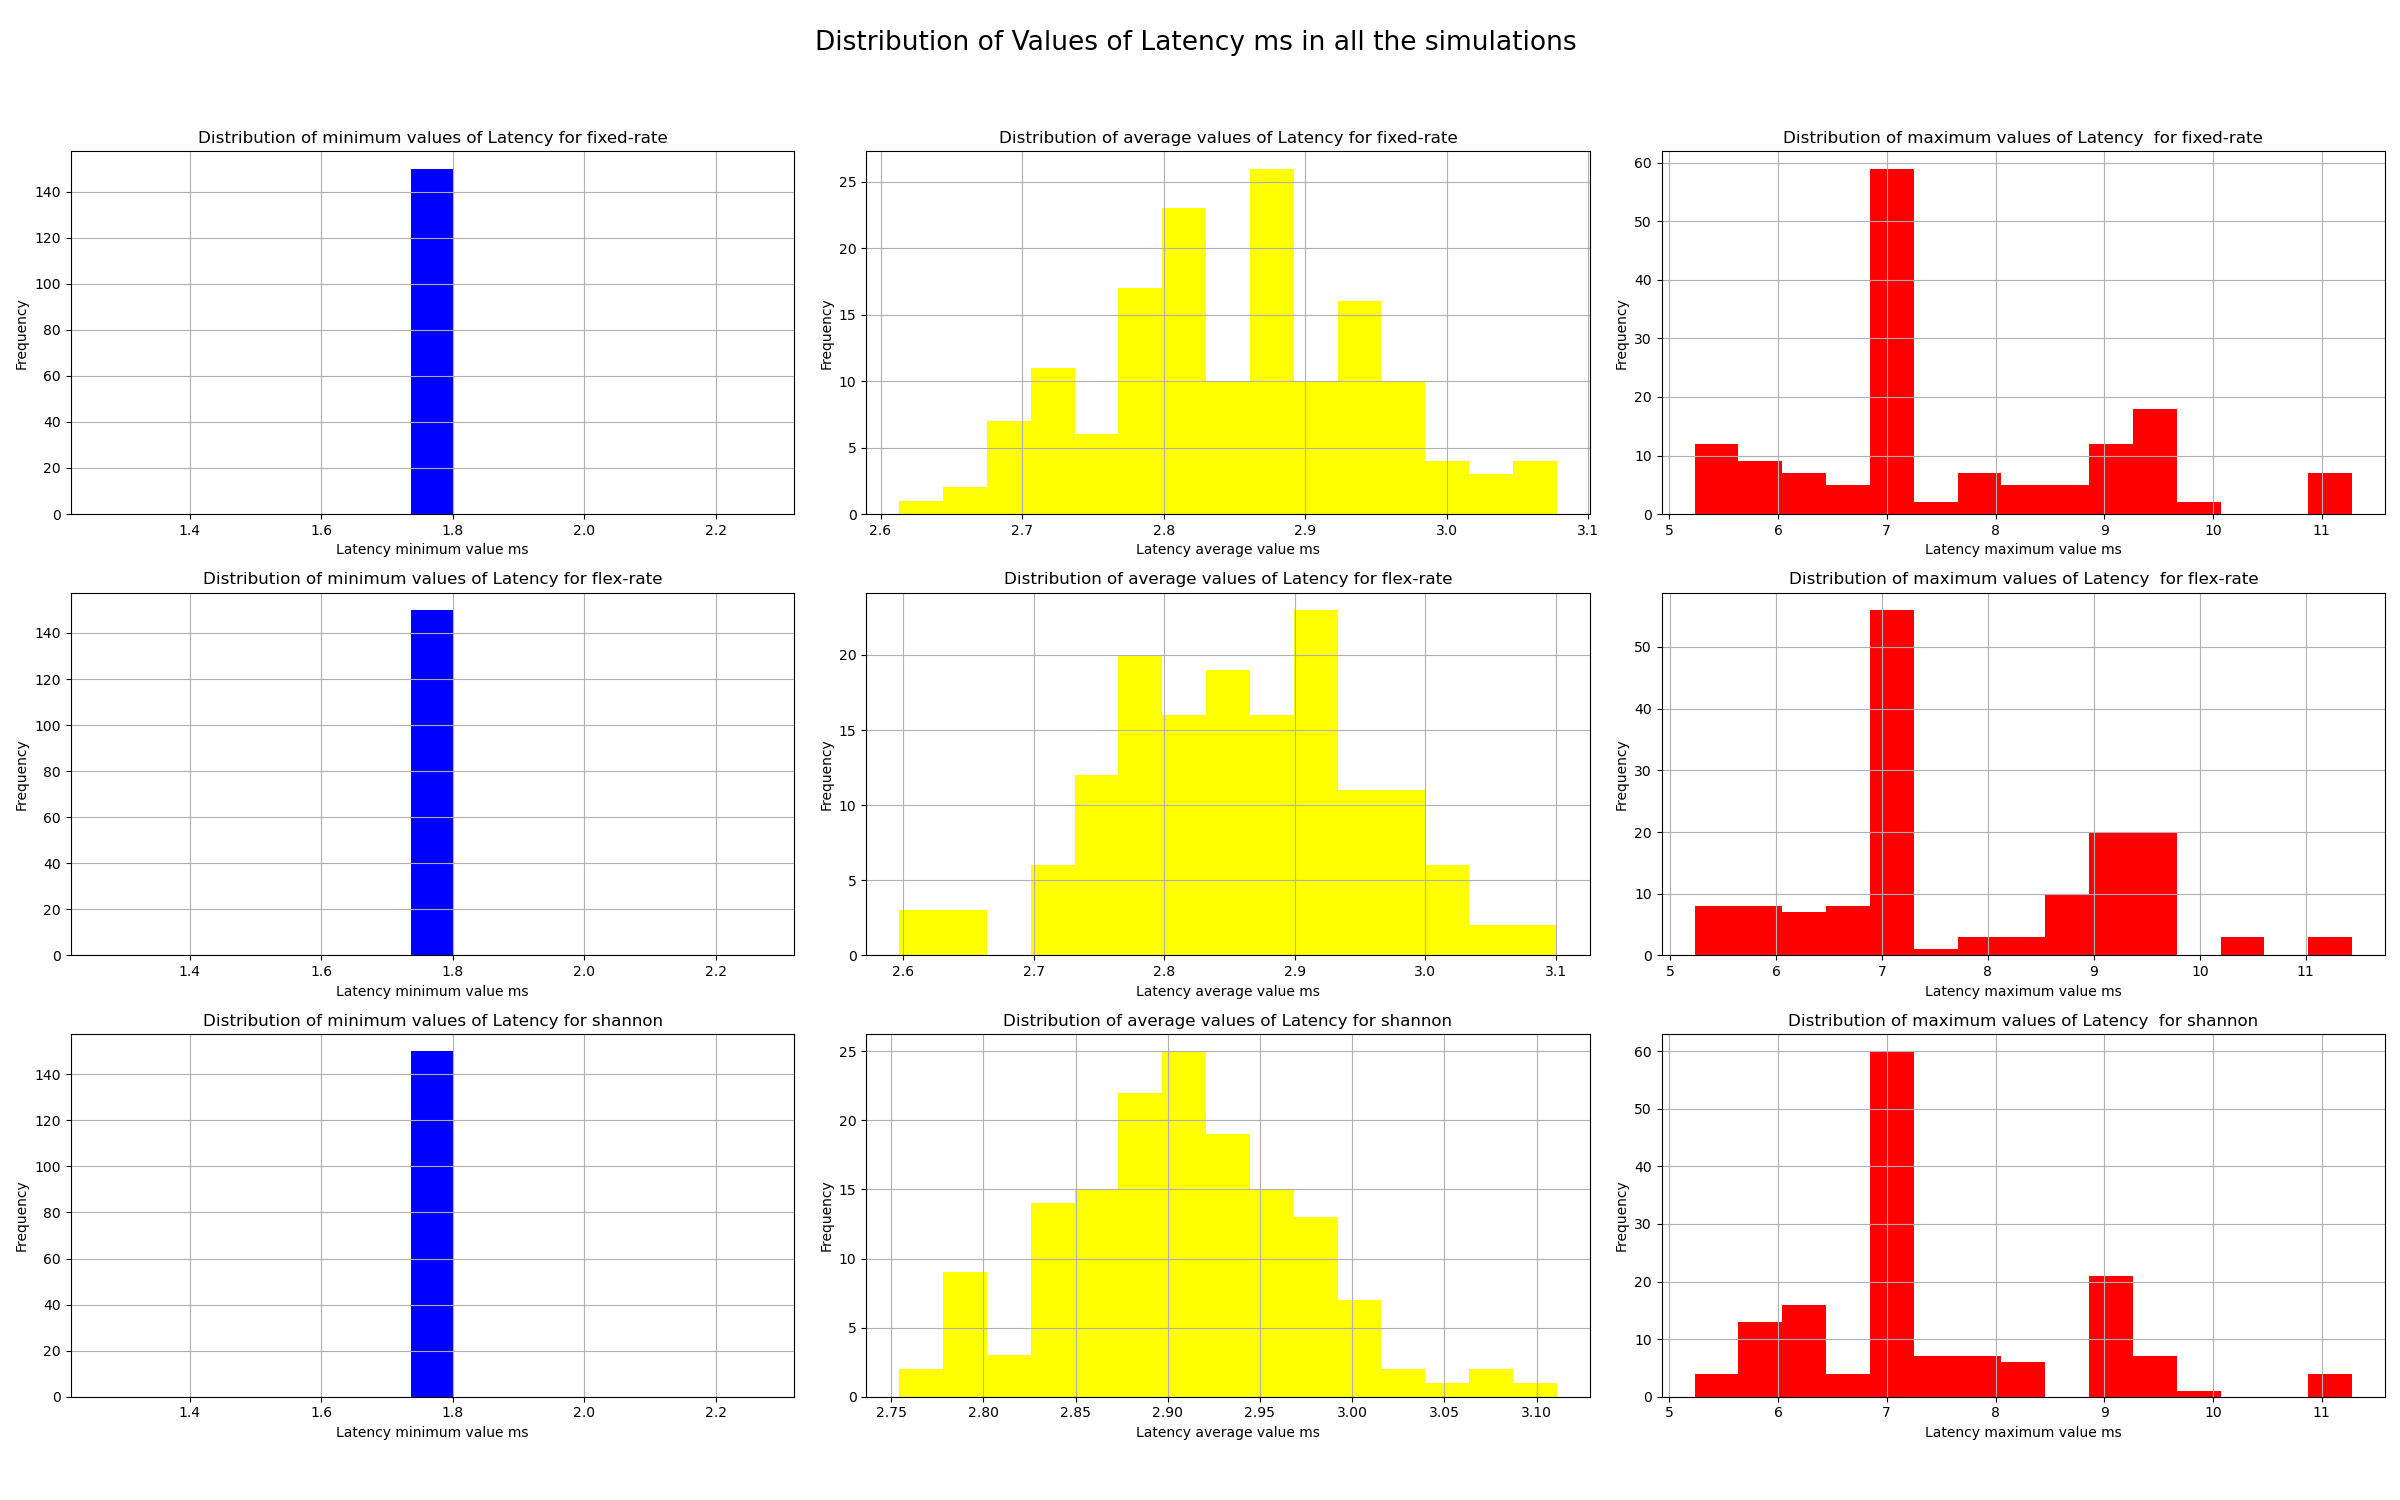 Distribution of Values of Latency ms in all the simulations
Distribution of minimum values of Latency for fixed-rate
Frequency
0 20 40 60 80 100 120 140
1.4 1.6 1.8 2.0 2.2
Latency minimum value ms
Distribution of average values of Latency for fixed-rate
Frequency
0 5 10 15 20 25
2.6 2.7 2.8 2.9 3.0 3.1
Latency average value ms
Distribution of maximum values of Latency  for fixed-rate
Frequency
0 10 20 30 40 50 60
5 6 7 8 9 10 11
Latency maximum value ms
Distribution of minimum values of Latency for flex-rate
Frequency
0 20 40 60 80 100 120 140
1.4 1.6 1.8 2.0 2.2
Latency minimum value ms
Distribution of average values of Latency for flex-rate
Frequency
0 5 10 15 20
2.6 2.7 2.8 2.9 3.0 3.1
Latency average value ms
Distribution of maximum values of Latency  for flex-rate
Frequency
0 10 20 30 40 50
5 6 7 8 9 10 11
Latency maximum value ms
Distribution of minimum values of Latency for shannon
Frequency
0 20 40 60 80 100 120 140
1.4 1.6 1.8 2.0 2.2
Latency minimum value ms
Distribution of average values of Latency for shannon
Frequency
0 5 10 15 20 25
2.75 2.80 2.85 2.90 2.95 3.00 3.05 3.10
Latency average value ms
Distribution of maximum values of Latency  for shannon
Frequency
0 10 20 30 40 50 60
5 6 7 8 9 10 11
Latency maximum value ms